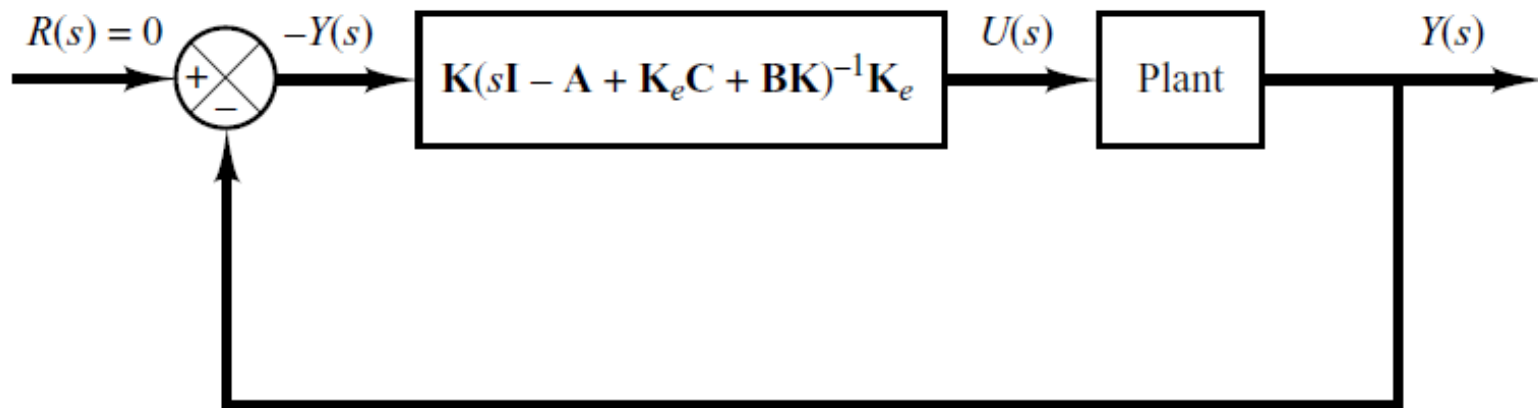 R(s) = 0
–Y(s)
U(s)
Y(s)
+
K(sI – A + KₑC + BK)⁻¹Kₑ
Plant
–